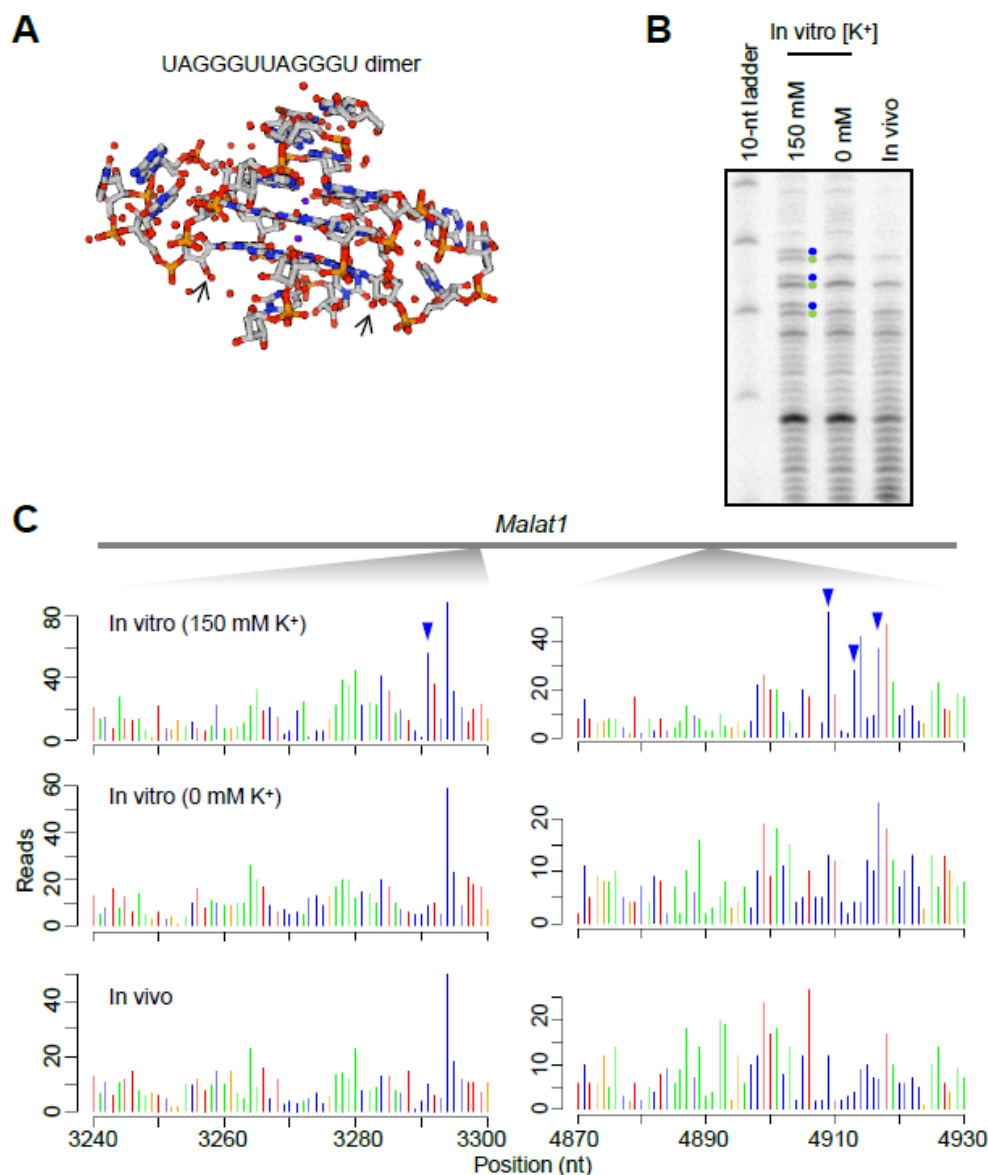 A
UAGGGUUAGGGU dimer
B
In vitro [K⁺]
10-nt ladder
150 mM
0 mM
In vivo
C
Malat1
In vitro (150 mM K⁺)
80
40
0
40
20
0
In vitro (0 mM K⁺)
60
40
20
0
20
10
0
Reads
In vivo
40
20
0
20
10
0
3240 3260 3280 3300 4870 4890 4910 4930
Position (nt)